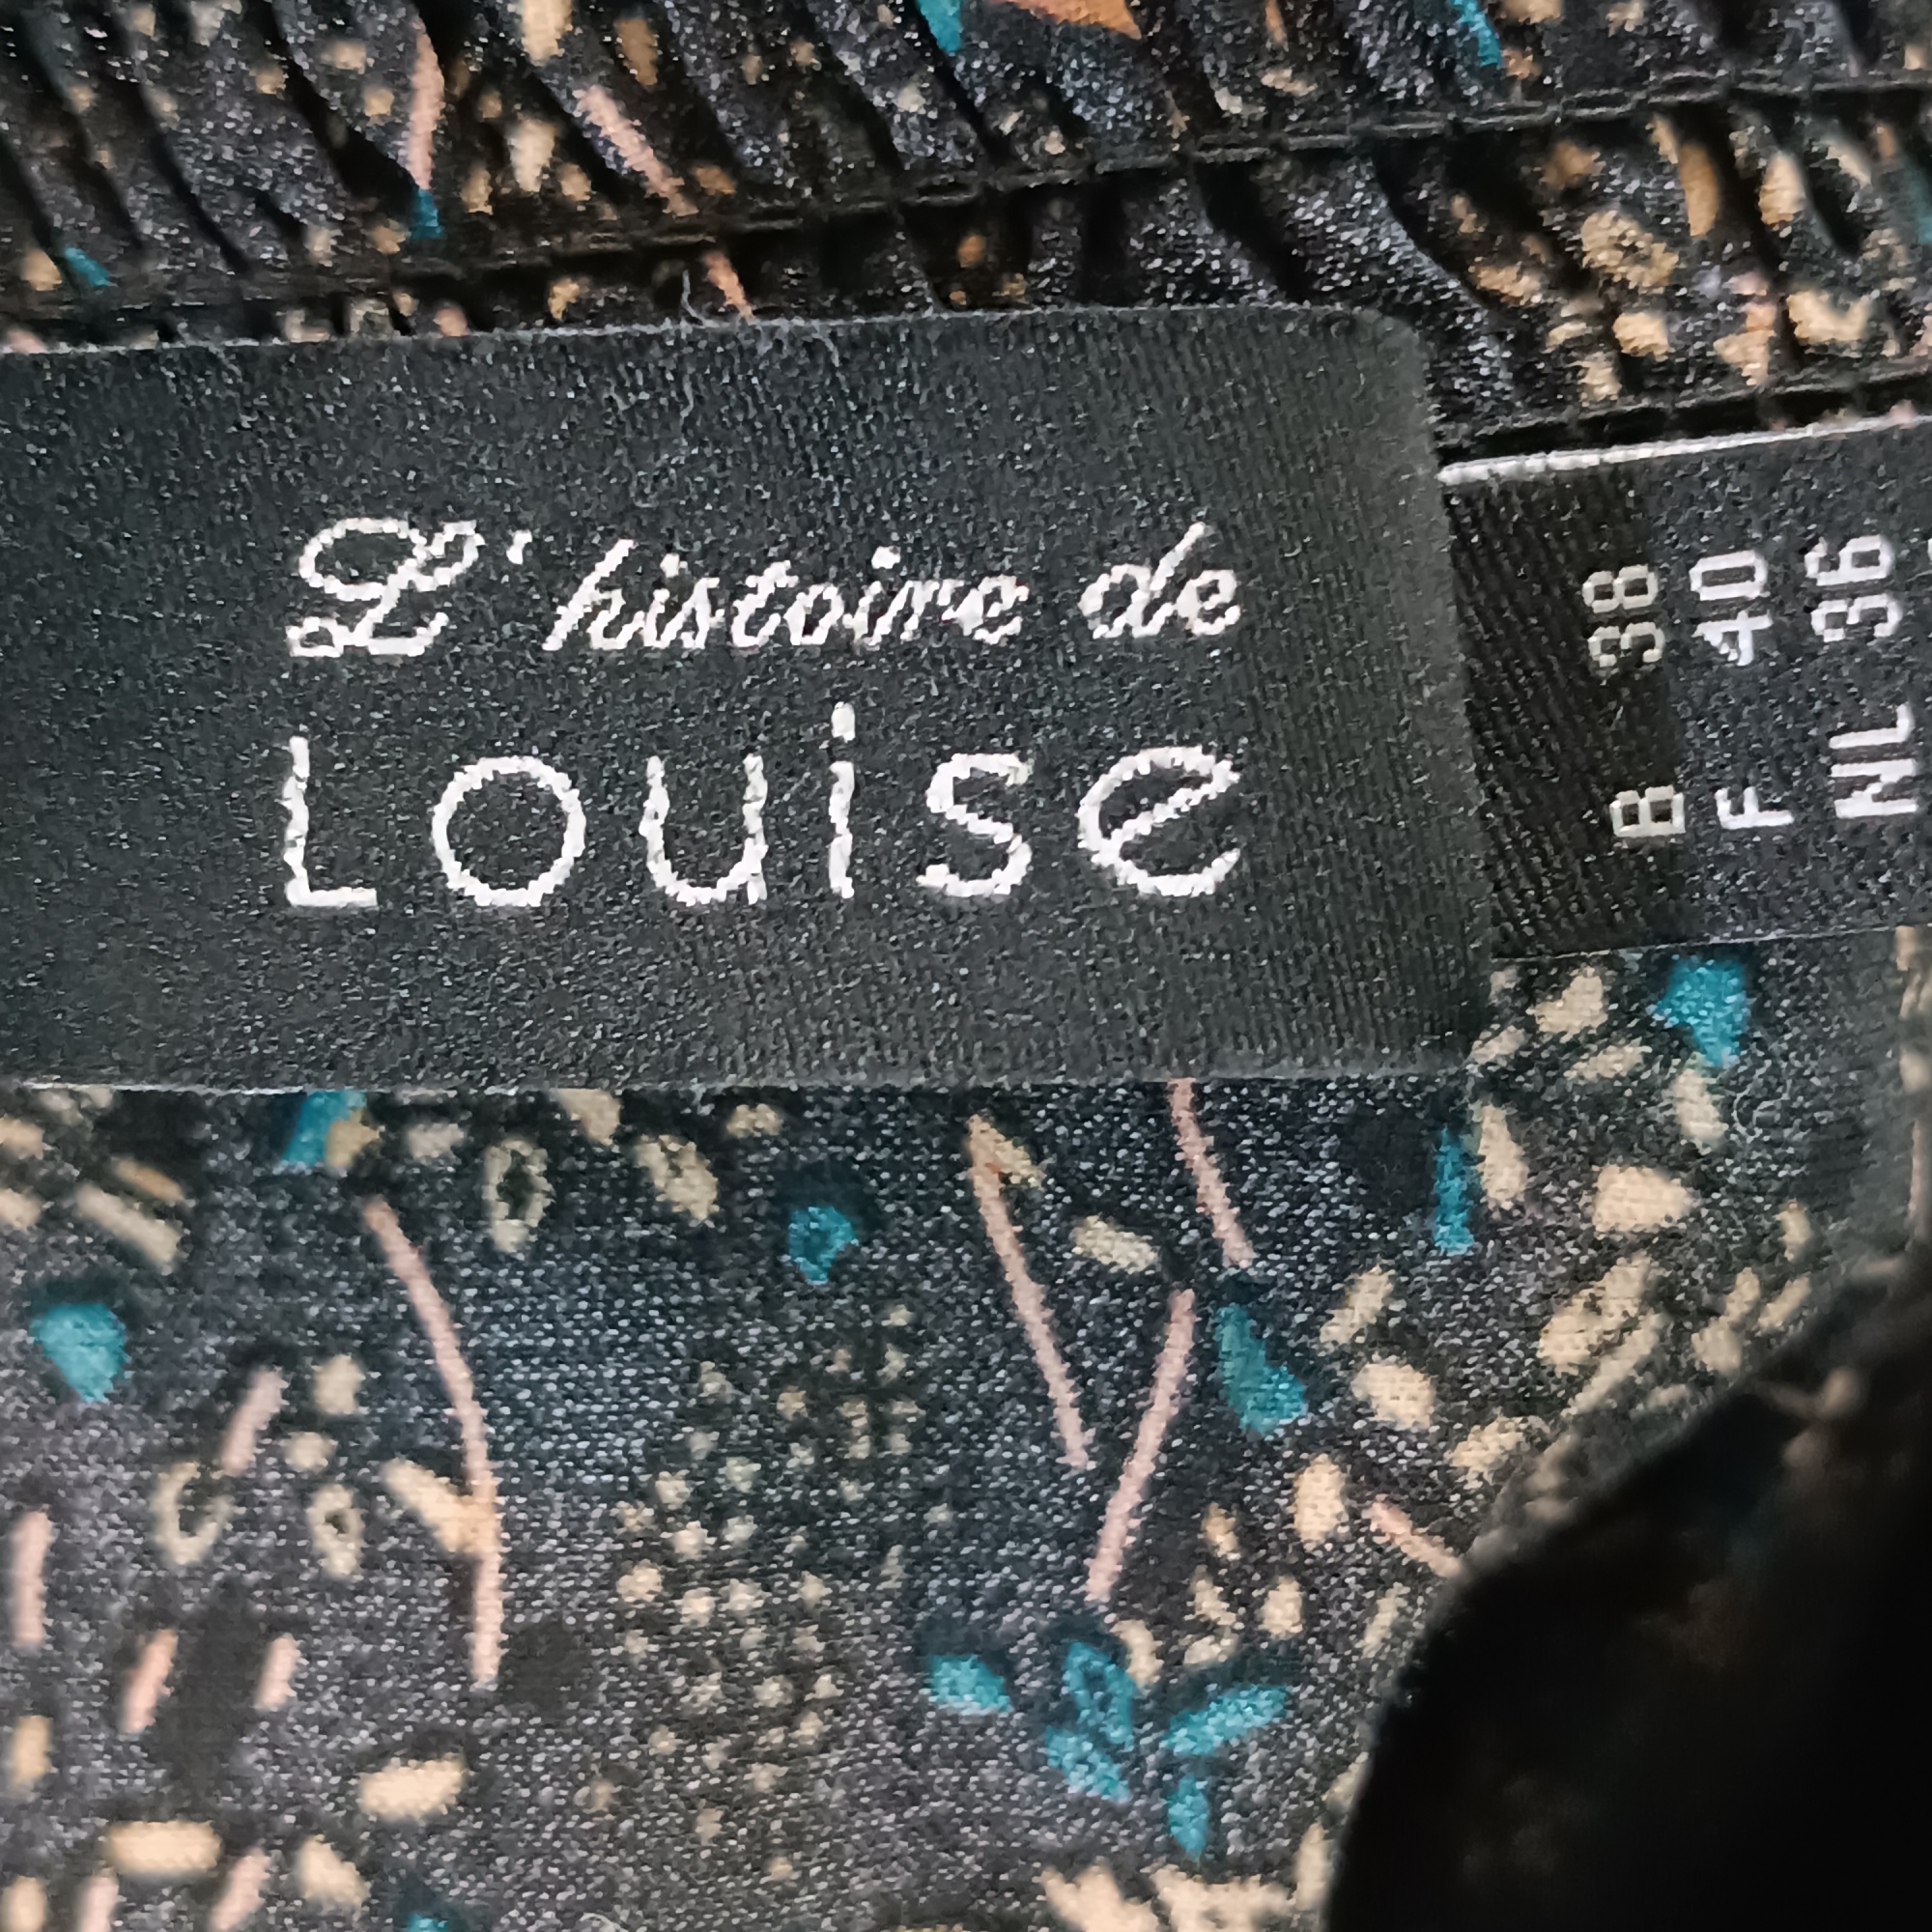 L'histoire de
Louise
B 38
F 40
NL 36